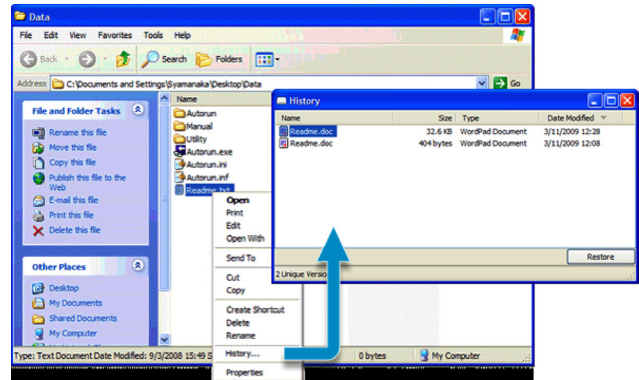 Data
File Edit View Favorites Tools Help
Back Search Folders
Address C:\Documents and Settings\Syamanaka\Desktop\Data Go
File and Folder Tasks
Rename this file
Move this file
Copy this file
Publish this file to the
Web
E-mail this file
Print this file
Delete this file
Other Places
Desktop
My Documents
Shared Documents
My Computer
Name
Autorun
Manual
Utility
Autorun.exe
Autorun.ini
Autorun.inf
Readme.txt
Open
Print
Edit
Open With
Send To
Cut
Copy
Create Shortcut
Delete
Rename
History...
Properties
History
Name Size Type Date Modified
Readme.doc 32.6 KB WordPad Document 3/11/2009 12:28
Readme.doc 404 bytes WordPad Document 3/11/2009 12:08
Restore
2 Unique
Type: Text Document Date Modified: 9/3/2008 15:49 S 0 bytes My Computer